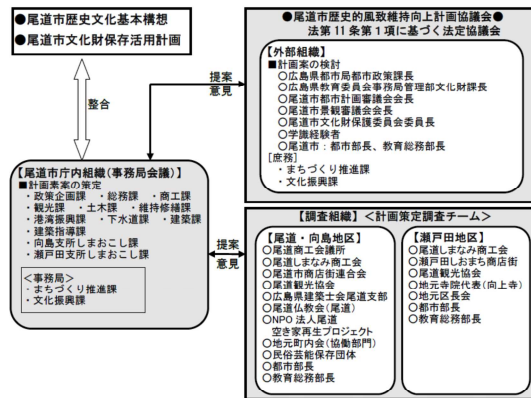 ●尾道市歴史文化基本構想
●尾道市文化財保存活用計画
整合
【尾道市庁内組織(事務局会議)】
■計画素案の策定
・政策企画課 ・総務課 ・商工課
・観光課 ・土木課 ・維持修繕課
・港湾振興課 ・下水道課 ・建築課
・建築指導課
・向島支所しまおこし課
・瀬戸田支所しまおこし課
<事務局>
・まちづくり推進課
・文化振興課
提案
意見
提案
意見
●尾道市歴史的風致維持向上計画協議会●
法第11条第1項に基づく法定協議会
【外部組織】
■計画案の検討
○広島県都市局都市政策課長
○広島県教育委員会事務局管理部文化財課長
○尾道市都市計画審議会会長
○尾道市景観審議会会長
○尾道市文化財保護委員会委員長
○学識経験者
○尾道市:都市部長、教育総務部長
[庶務]
・まちづくり推進課
・文化振興課
【調査組織】<計画策定調査チーム>
【尾道・向島地区】
○尾道商工会議所
○尾道しまなみ商工会
○尾道市商店街連合会
○尾道観光協会
○広島県建築士会尾道支部
○尾道仏教会(尾道)
○NPO法人尾道
空き家再生プロジェクト
○地元町内会(協働部門)
○民俗芸能保存団体
○都市部長
○教育総務部長
【瀬戸田地区】
○尾道しまなみ商工会
○瀬戸田しおまち商店街
○尾道観光協会
○地元寺院代表(向上寺)
○地元区長会
○都市部長
○教育総務部長